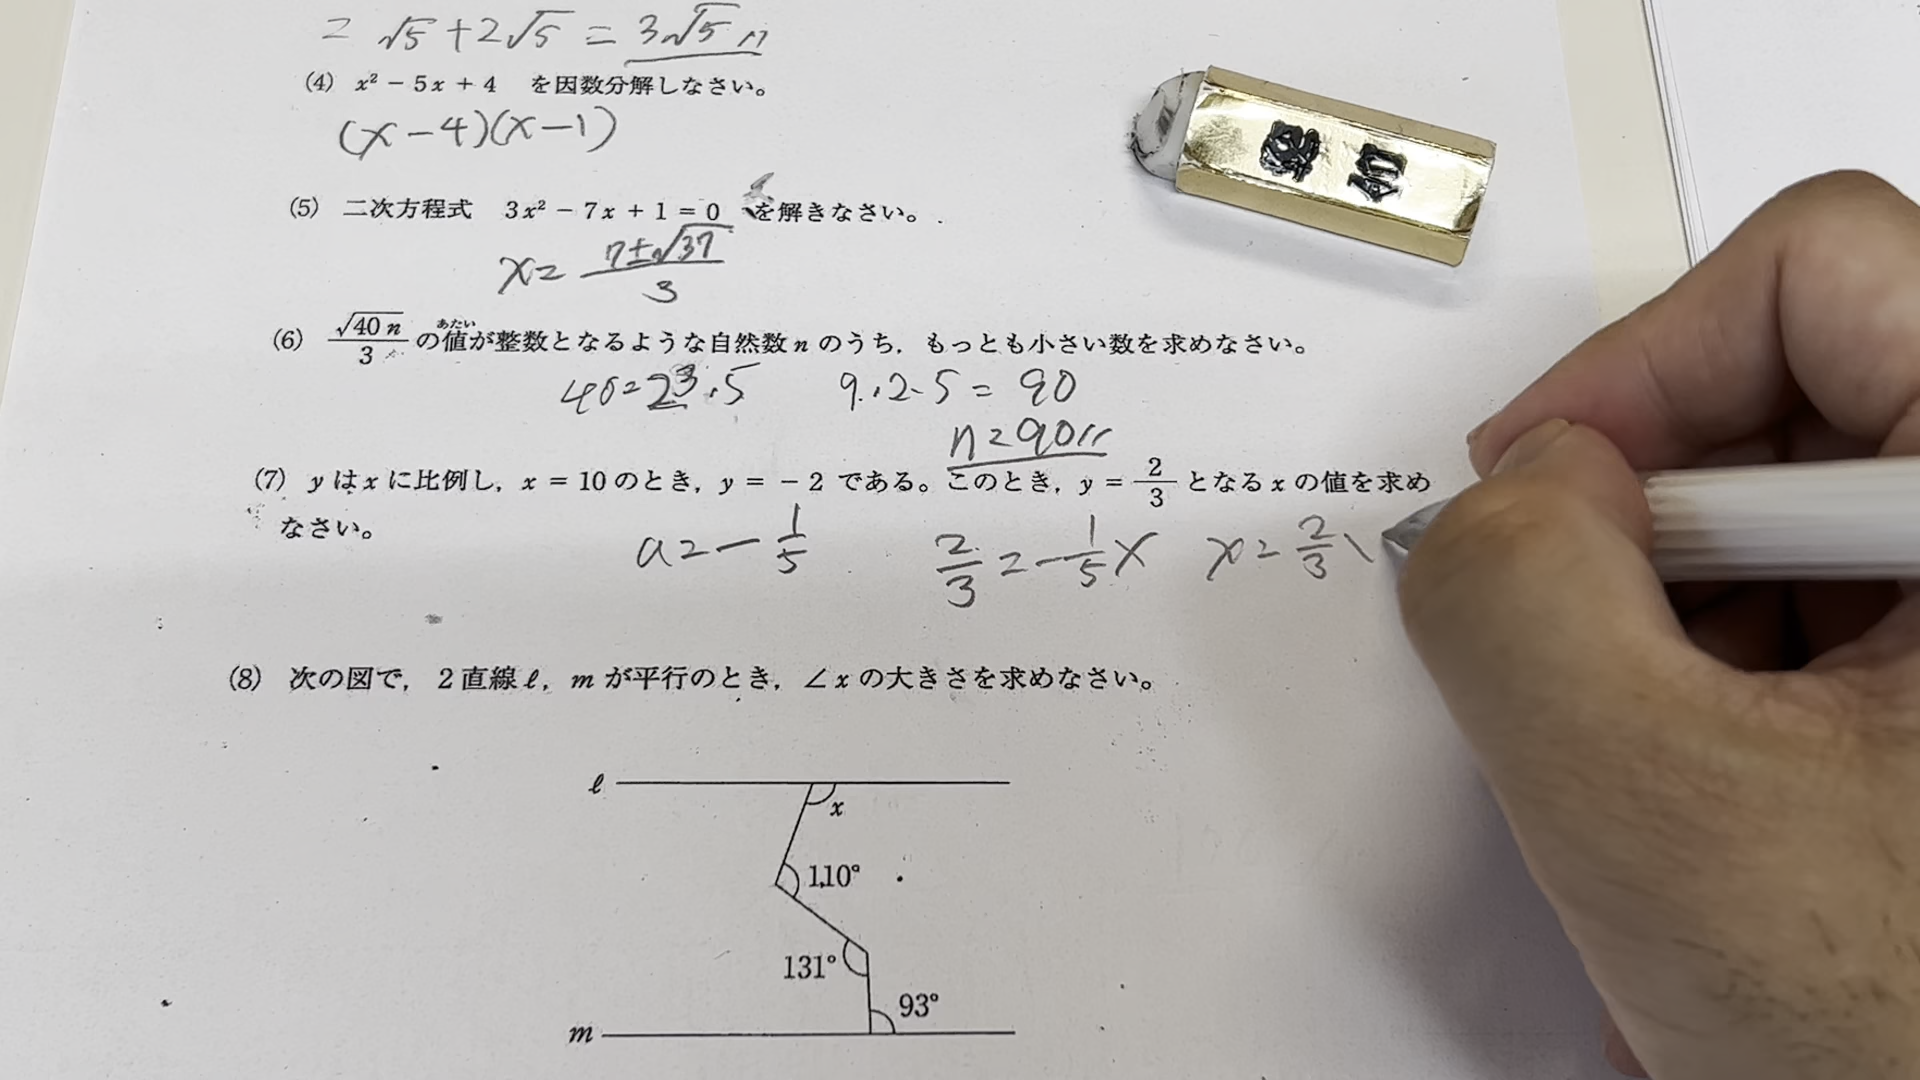 = √5 + 2√5 = 3√5
(4) x² − 5x + 4 を因数分解しなさい。
(x − 4)(x − 1)
(5) 二次方程式 3x² − 7x + 1 = 0 を解きなさい。
x = 7±√37/3
(6) √40n/3 の値が整数となるような自然数 n のうち，もっとも小さい数を求めなさい。
あたい
40 = 2³·5 9·2·5 = 90
n = 90
(7) y は x に比例し，x = 10 のとき，y = − 2 である。このとき，y = 2/3 となる x の値を求め
なさい。
a = − 1/5 2/3 = − 1/5 x x = 2/3
(8) 次の図で，2 直線 ℓ，m が平行のとき，∠x の大きさを求めなさい。
ℓ
x
110°
131°
93°
m